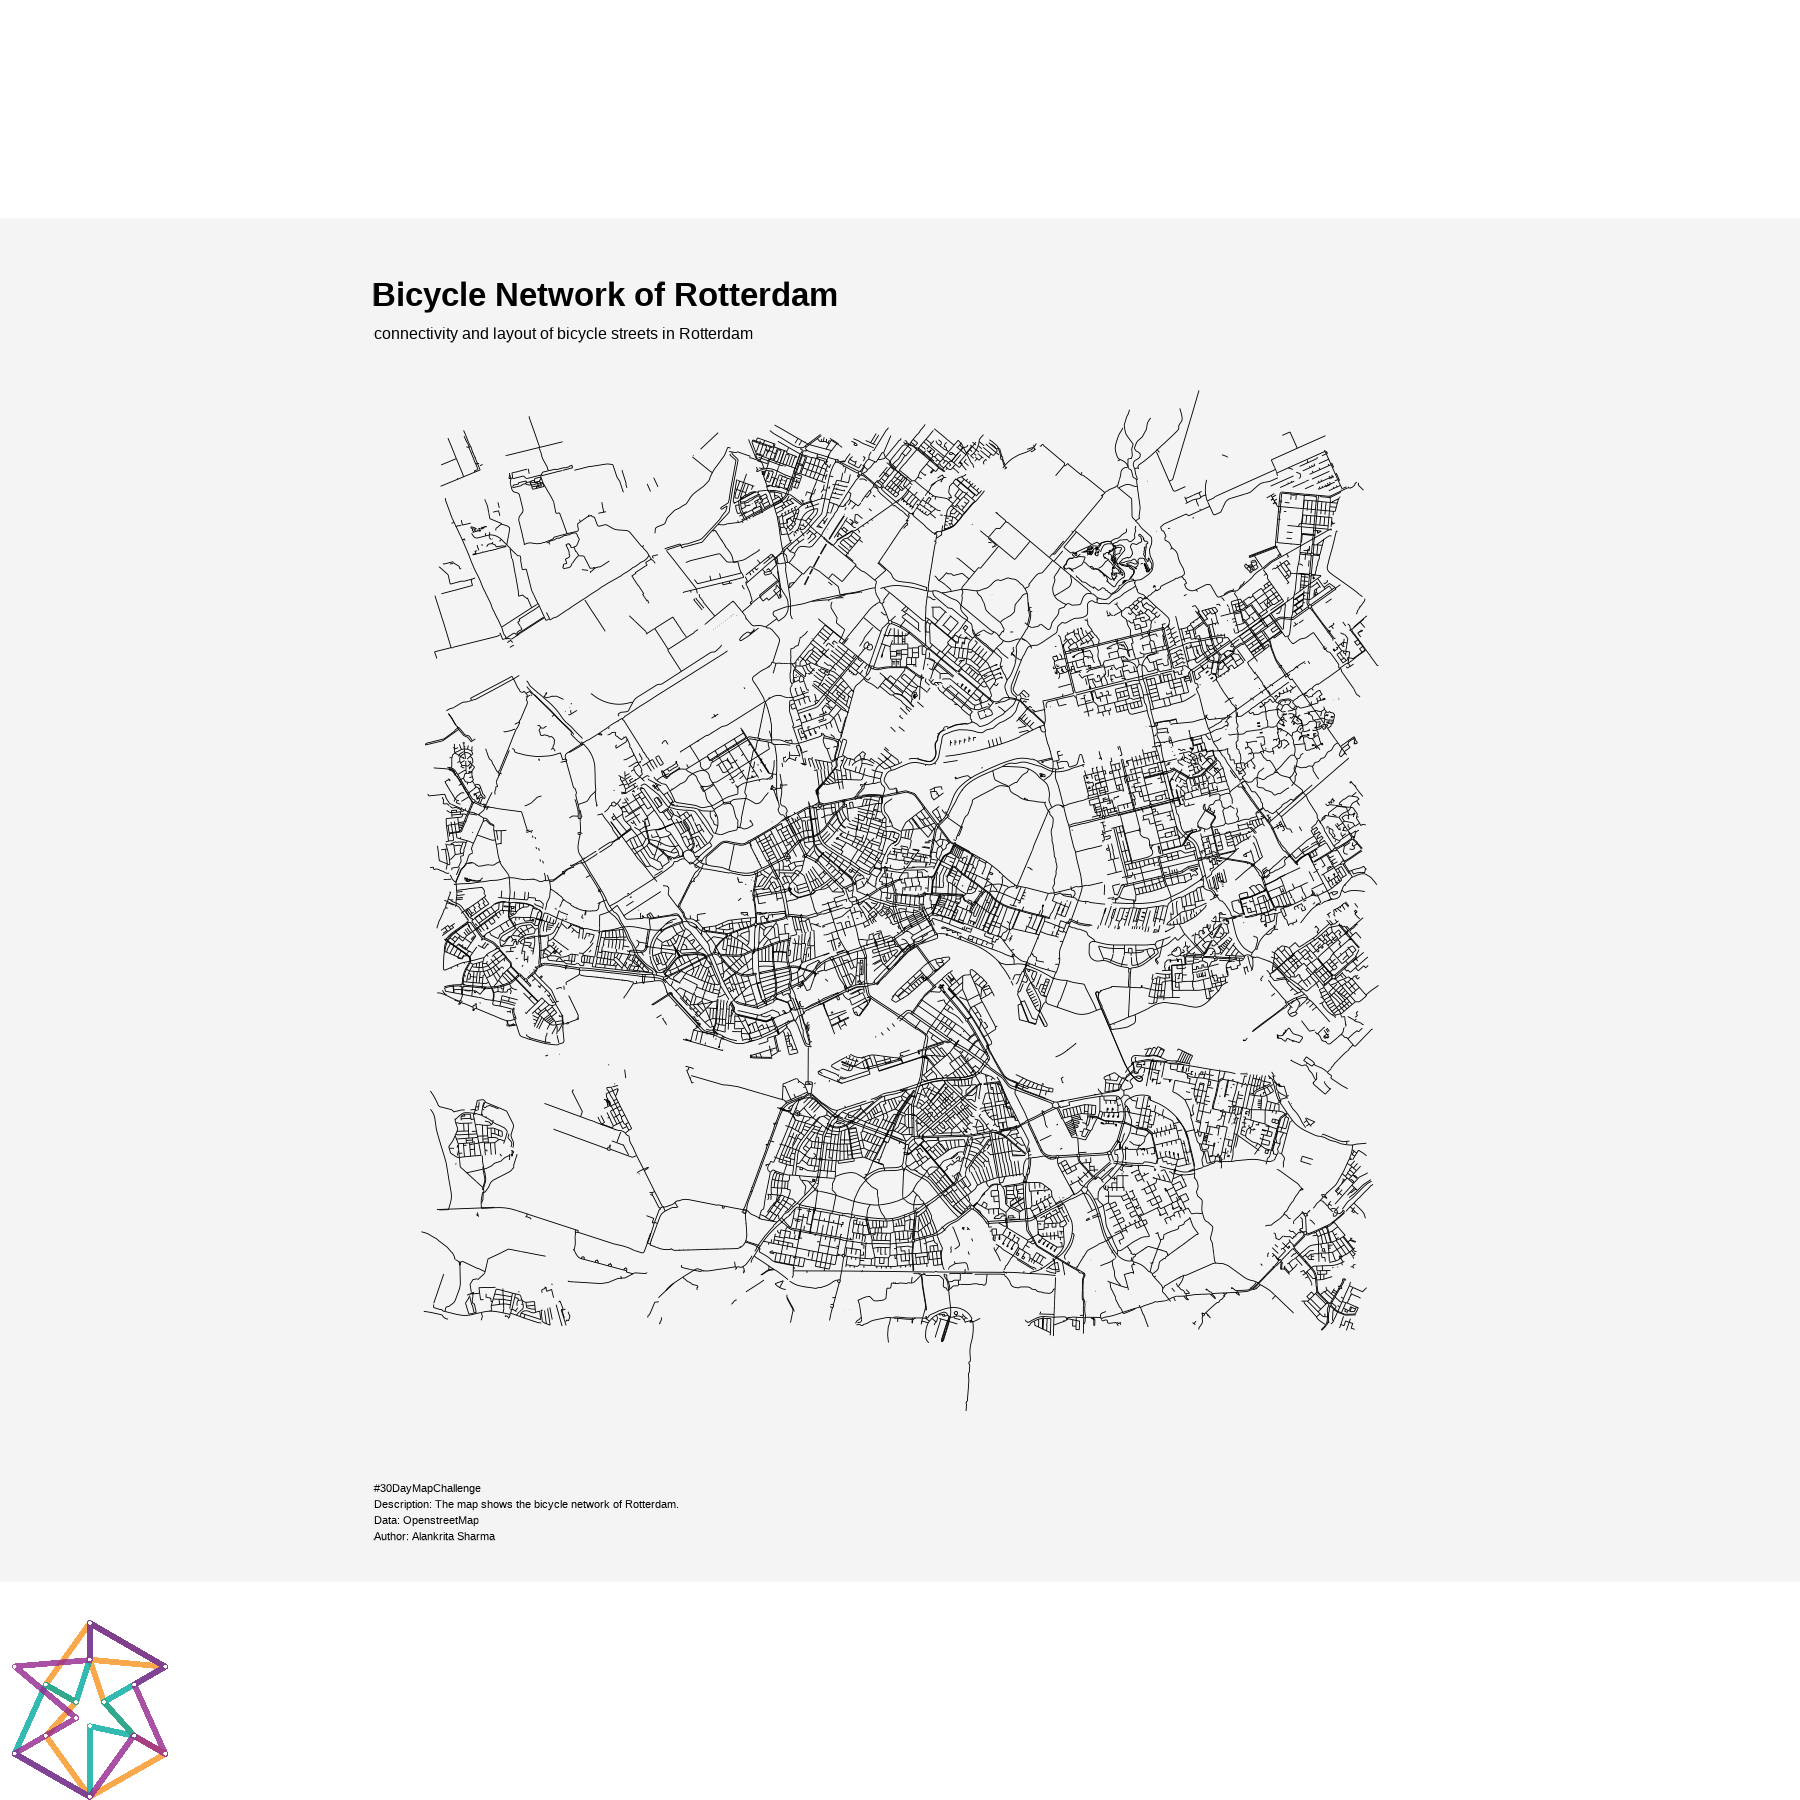 Bicycle Network of Rotterdam
connectivity and layout of bicycle streets in Rotterdam
#30DayMapChallenge
Description: The map shows the bicycle network of Rotterdam.
Data: OpenstreetMap
Author: Alankrita Sharma